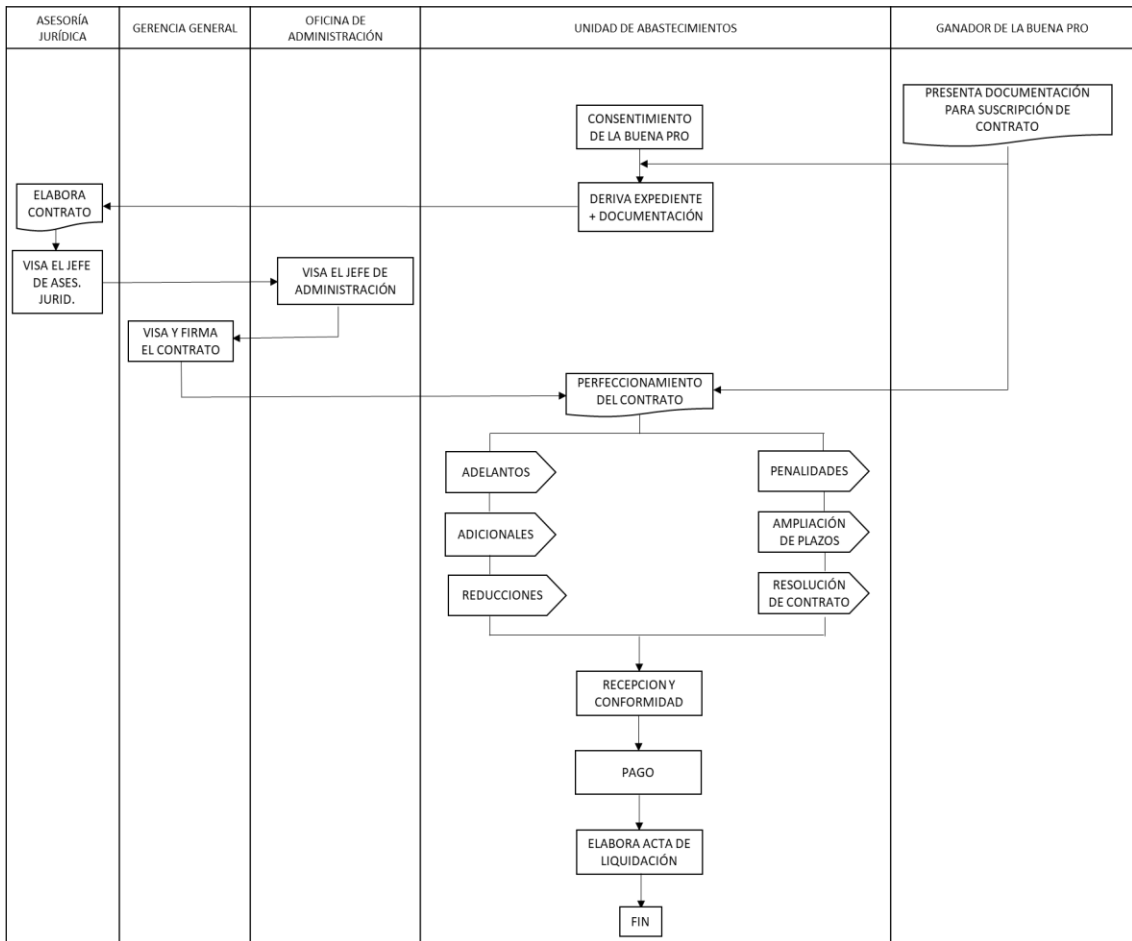 ASESORÍA
JURÍDICA
GERENCIA GENERAL
OFICINA DE
ADMINISTRACIÓN
UNIDAD DE ABASTECIMIENTOS
GANADOR DE LA BUENA PRO
PRESENTA DOCUMENTACIÓN
PARA SUSCRIPCIÓN DE
CONTRATO
CONSENTIMIENTO
DE LA BUENA PRO
DERIVA EXPEDIENTE
+ DOCUMENTACIÓN
ELABORA
CONTRATO
VISA EL JEFE
DE ASES.
JURID.
VISA EL JEFE DE
ADMINISTRACIÓN
VISA Y FIRMA
EL CONTRATO
PERFECCIONAMIENTO
DEL CONTRATO
ADELANTOS
PENALIDADES
ADICIONALES
AMPLIACIÓN
DE PLAZOS
REDUCCIONES
RESOLUCIÓN
DE CONTRATO
RECEPCION Y
CONFORMIDAD
PAGO
ELABORA ACTA DE
LIQUIDACIÓN
FIN